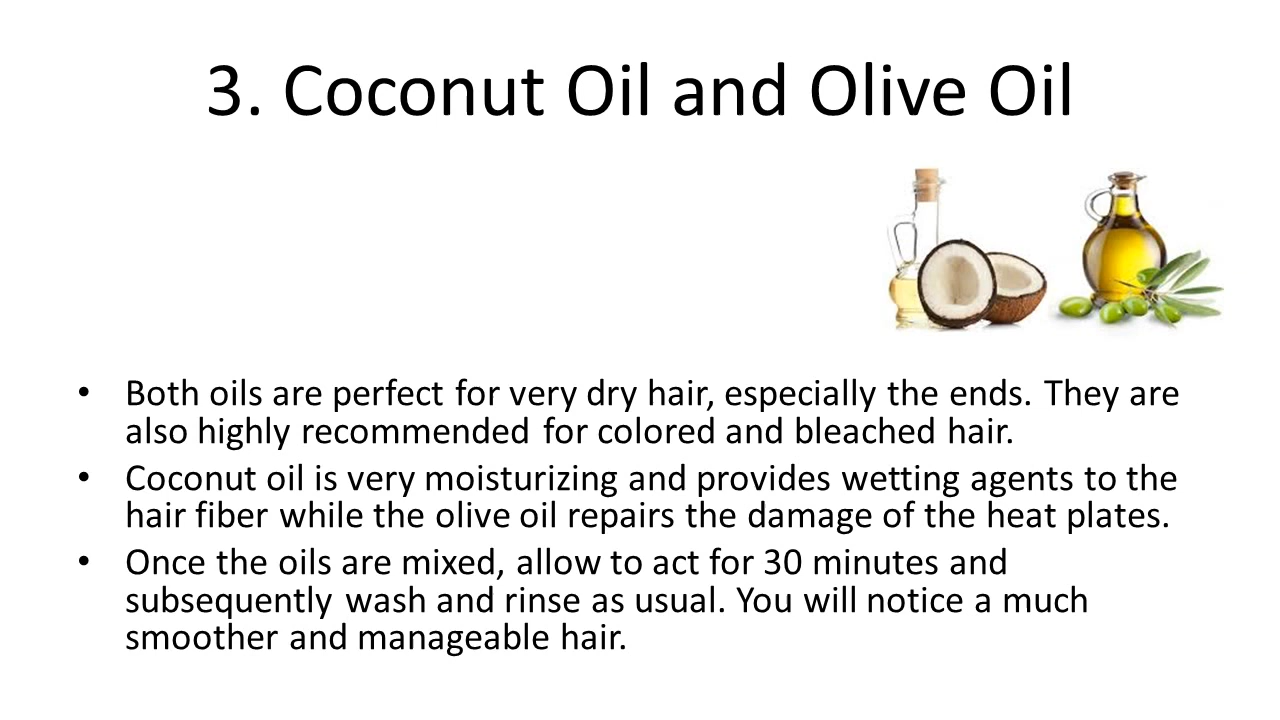 3. Coconut Oil and Olive Oil
• Both oils are perfect for very dry hair, especially the ends. They are
also highly recommended for colored and bleached hair.
• Coconut oil is very moisturizing and provides wetting agents to the
hair fiber while the olive oil repairs the damage of the heat plates.
• Once the oils are mixed, allow to act for 30 minutes and
subsequently wash and rinse as usual. You will notice a much
smoother and manageable hair.